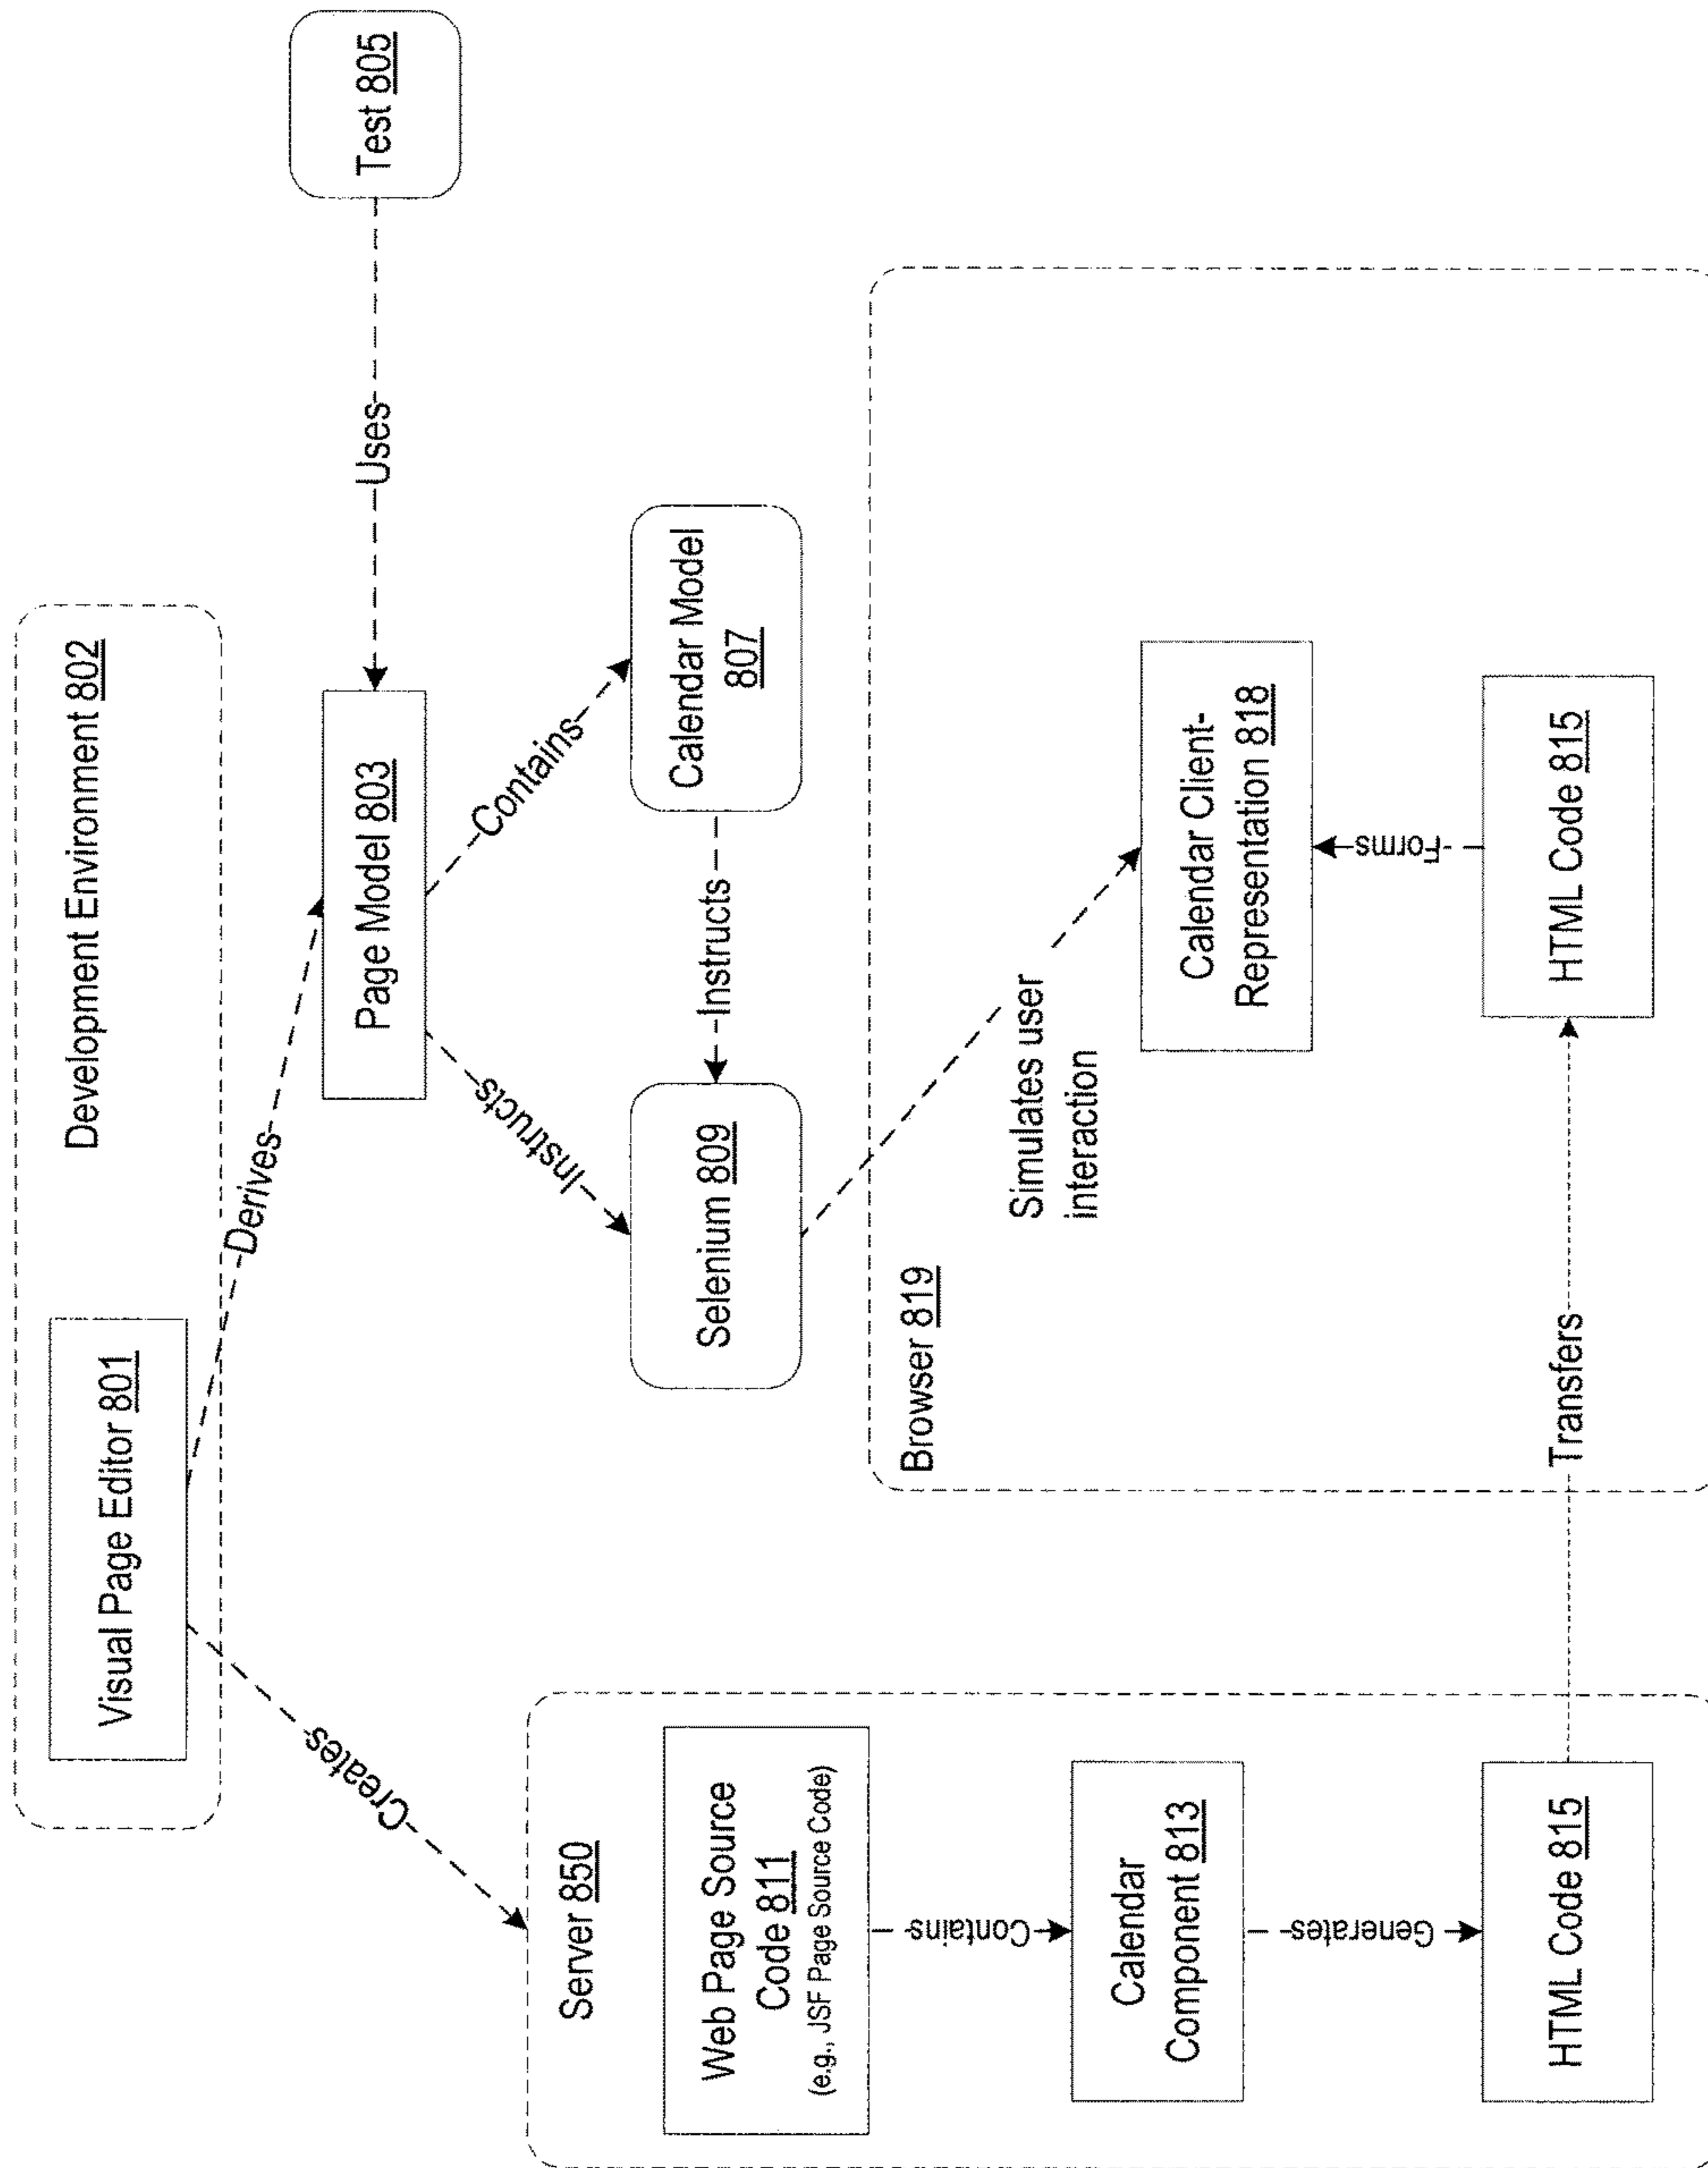 Development Environment 802
Visual Page Editor 801
Creates
Derives
Page Model 803
Uses
Test 805
Instructs
Contains
Selenium 809
Instructs
Calendar Model
807
Server 850
Web Page Source
Code 811
(e.g., JSF Page Source Code)
Contains
Calendar
Component 813
Generates
HTML Code 815
Transfers
Browser 819
Simulates user
interaction
Calendar Client-
Representation 818
Forms
HTML Code 815